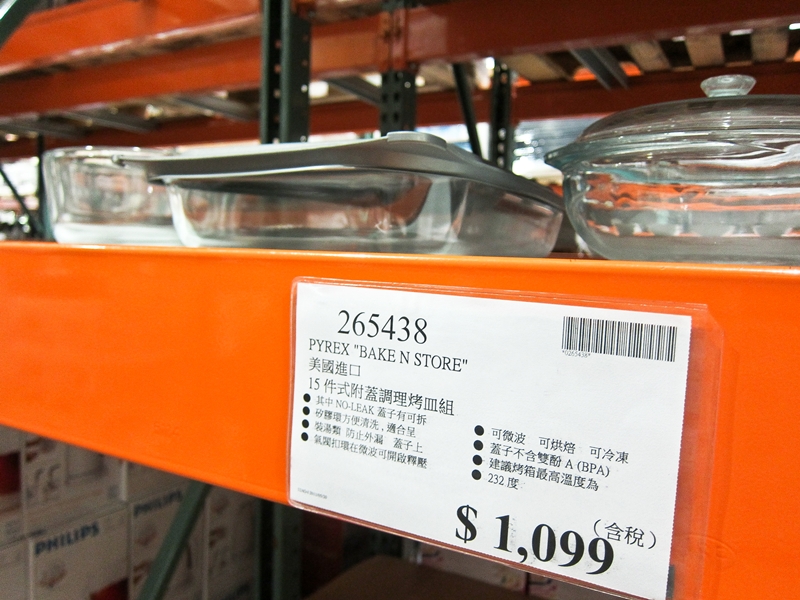 265438
PYREX "BAKE N STORE"
美國進口
15 件式附蓋調理烤皿組
● 其中 NO-LEAK 蓋子有可拆
● 矽膠環方便清洗，適合呈
● 裝湯類 防止外漏 蓋子上
● 氣閥扣環在微波可開啟釋壓
*0265438*
● 可微波 可烘焙 可冷凍
● 蓋子不含雙酚 A (BPA)
● 建議烤箱最高溫度為
● 232 度
$ 1,099
(含稅)
PHILIPS
PHILIPS